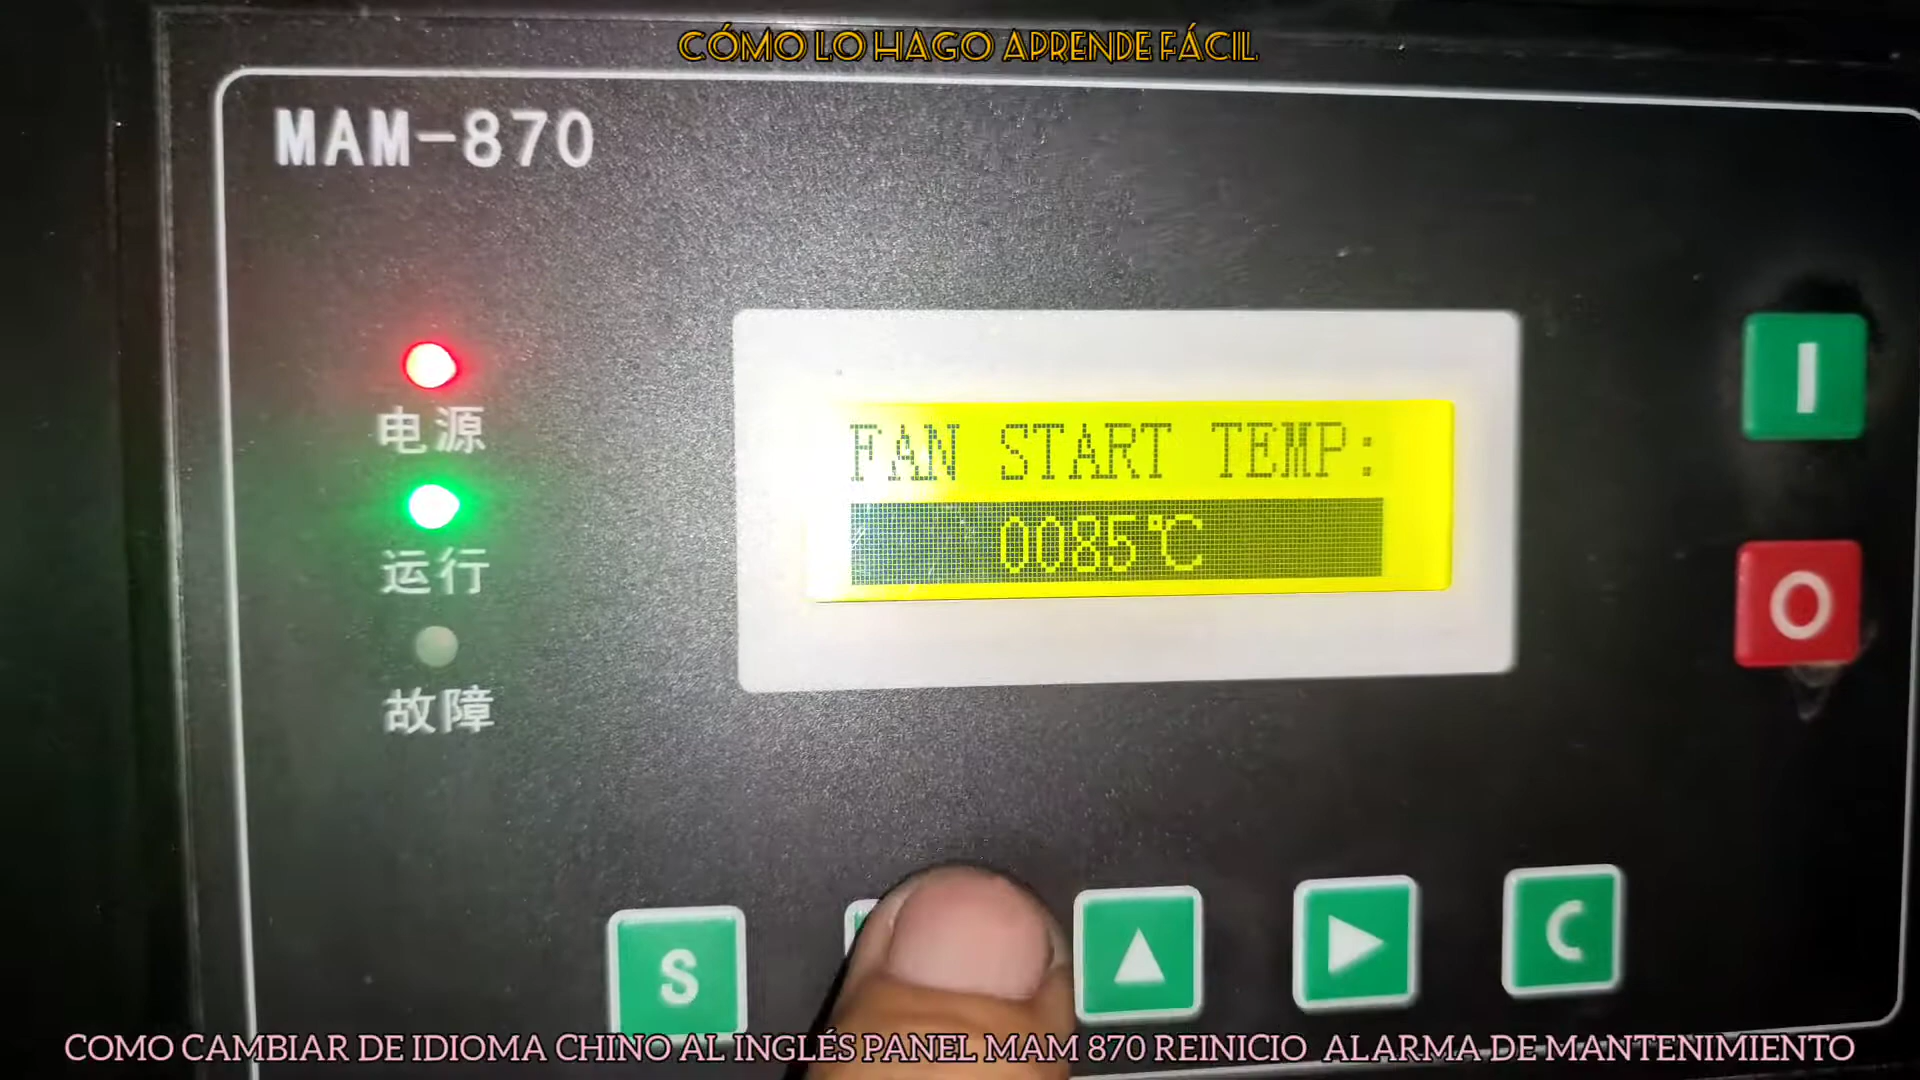 CÓMO LO HAGO APRENDE FÁCIL
MAM-870
电源
运行
故障
FAN START TEMP:
0085℃
I
O
S
C
COMO CAMBIAR DE IDIOMA CHINO AL INGLÉS PANEL MAM 870 REINICIO ALARMA DE MANTENIMIENTO